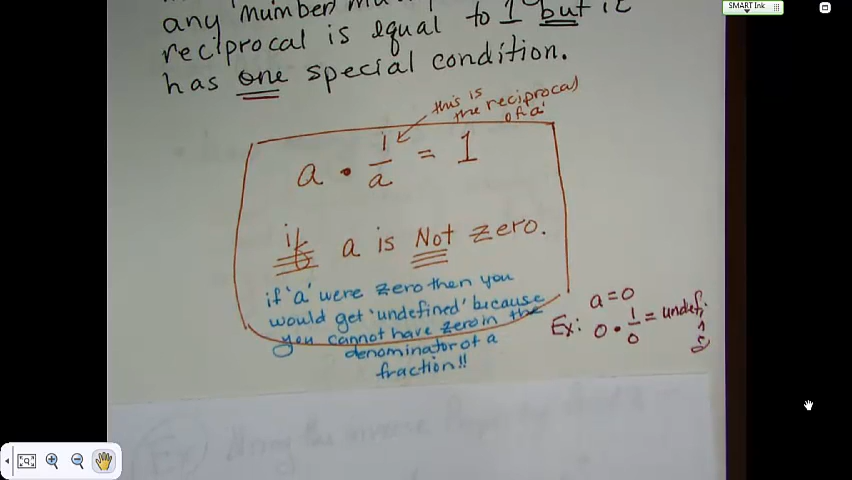 SMART Ink
any number mu
reciprocal is equal to 1 but it
has one special condition.
this is
the reciprocal
of 'a'
a • 1/a = 1
if a is Not zero.
if 'a' were zero then you
would get 'undefined' because
you cannot have zero in the
denominator of a
fraction!!
a = 0
Ex: 0 • 1/0 = undef.